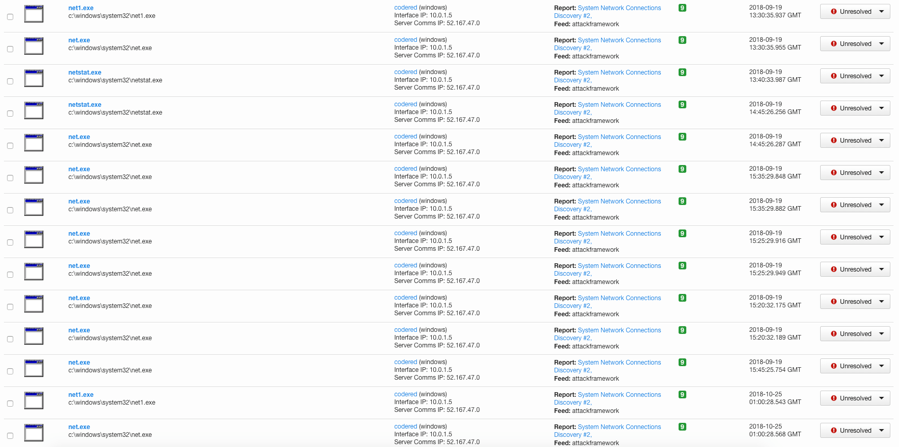 net1.exe
c:\windows\system32\net1.exe
codered (windows)
Interface IP: 10.0.1.5
Server Comms IP: 52.167.47.0
Report: System Network Connections
Discovery #2,
Feed: attackframework
9
2018-09-19
13:30:35.937 GMT
Unresolved
net.exe
c:\windows\system32\net.exe
codered (windows)
Interface IP: 10.0.1.5
Server Comms IP: 52.167.47.0
Report: System Network Connections
Discovery #2,
Feed: attackframework
9
2018-09-19
13:30:35.955 GMT
Unresolved
netstat.exe
c:\windows\system32\netstat.exe
codered (windows)
Interface IP: 10.0.1.5
Server Comms IP: 52.167.47.0
Report: System Network Connections
Discovery #2,
Feed: attackframework
9
2018-09-19
13:40:33.987 GMT
Unresolved
netstat.exe
c:\windows\system32\netstat.exe
codered (windows)
Interface IP: 10.0.1.5
Server Comms IP: 52.167.47.0
Report: System Network Connections
Discovery #2,
Feed: attackframework
9
2018-09-19
14:45:26.256 GMT
Unresolved
net.exe
c:\windows\system32\net.exe
codered (windows)
Interface IP: 10.0.1.5
Server Comms IP: 52.167.47.0
Report: System Network Connections
Discovery #2,
Feed: attackframework
9
2018-09-19
14:45:26.287 GMT
Unresolved
net.exe
c:\windows\system32\net.exe
codered (windows)
Interface IP: 10.0.1.5
Server Comms IP: 52.167.47.0
Report: System Network Connections
Discovery #2,
Feed: attackframework
9
2018-09-19
15:35:29.848 GMT
Unresolved
net.exe
c:\windows\system32\net.exe
codered (windows)
Interface IP: 10.0.1.5
Server Comms IP: 52.167.47.0
Report: System Network Connections
Discovery #2,
Feed: attackframework
9
2018-09-19
15:35:29.882 GMT
Unresolved
net.exe
c:\windows\system32\net.exe
codered (windows)
Interface IP: 10.0.1.5
Server Comms IP: 52.167.47.0
Report: System Network Connections
Discovery #2,
Feed: attackframework
9
2018-09-19
15:25:29.916 GMT
Unresolved
net.exe
c:\windows\system32\net.exe
codered (windows)
Interface IP: 10.0.1.5
Server Comms IP: 52.167.47.0
Report: System Network Connections
Discovery #2,
Feed: attackframework
9
2018-09-19
15:25:29.949 GMT
Unresolved
net.exe
c:\windows\system32\net.exe
codered (windows)
Interface IP: 10.0.1.5
Server Comms IP: 52.167.47.0
Report: System Network Connections
Discovery #2,
Feed: attackframework
9
2018-09-19
15:20:32.175 GMT
Unresolved
net.exe
c:\windows\system32\net.exe
codered (windows)
Interface IP: 10.0.1.5
Server Comms IP: 52.167.47.0
Report: System Network Connections
Discovery #2,
Feed: attackframework
9
2018-09-19
15:20:32.189 GMT
Unresolved
net.exe
c:\windows\system32\net.exe
codered (windows)
Interface IP: 10.0.1.5
Server Comms IP: 52.167.47.0
Report: System Network Connections
Discovery #2,
Feed: attackframework
9
2018-09-19
15:45:25.754 GMT
Unresolved
net1.exe
c:\windows\system32\net1.exe
codered (windows)
Interface IP: 10.0.1.5
Server Comms IP: 52.167.47.0
Report: System Network Connections
Discovery #2,
Feed: attackframework
9
2018-10-25
01:00:28.543 GMT
Unresolved
net.exe
c:\windows\system32\net.exe
codered (windows)
Interface IP: 10.0.1.5
Server Comms IP: 52.167.47.0
Report: System Network Connections
Discovery #2,
Feed: attackframework
9
2018-10-25
01:00:28.568 GMT
Unresolved